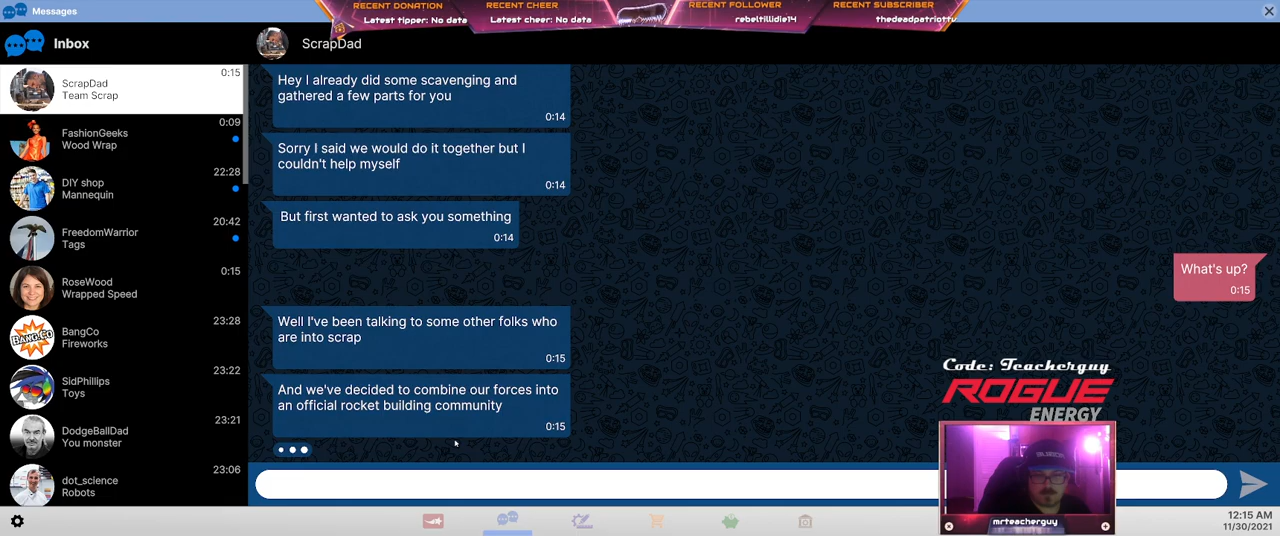 Messages
RECENT DONATION
Latest tipper: No data
RECENT CHEER
Latest cheer: No data
RECENT FOLLOWER
rebeltillidie14
RECENT SUBSCRIBER
thedeadpatriottv
Inbox
ScrapDad
ScrapDad
Team Scrap
0:15
FashionGeeks
Wood Wrap
0:09
DIY shop
Mannequin
22:28
FreedomWarrior
Tags
20:42
RoseWood
Wrapped Speed
0:15
BANG.CO
BangCo
Fireworks
23:28
SidPhillips
Toys
23:22
DodgeBallDad
You monster
23:21
dot_science
Robots
23:06
Hey I already did some scavenging and
gathered a few parts for you
0:14
Sorry I said we would do it together but I
couldn't help myself
0:14
But first wanted to ask you something
0:14
What's up?
0:15
Well I've been talking to some other folks who
are into scrap
0:15
And we've decided to combine our forces into
an official rocket building community
0:15
Code: Teacherguy
ROGUE
ENERGY
mrteacherguy
12:15 AM
11/30/2021